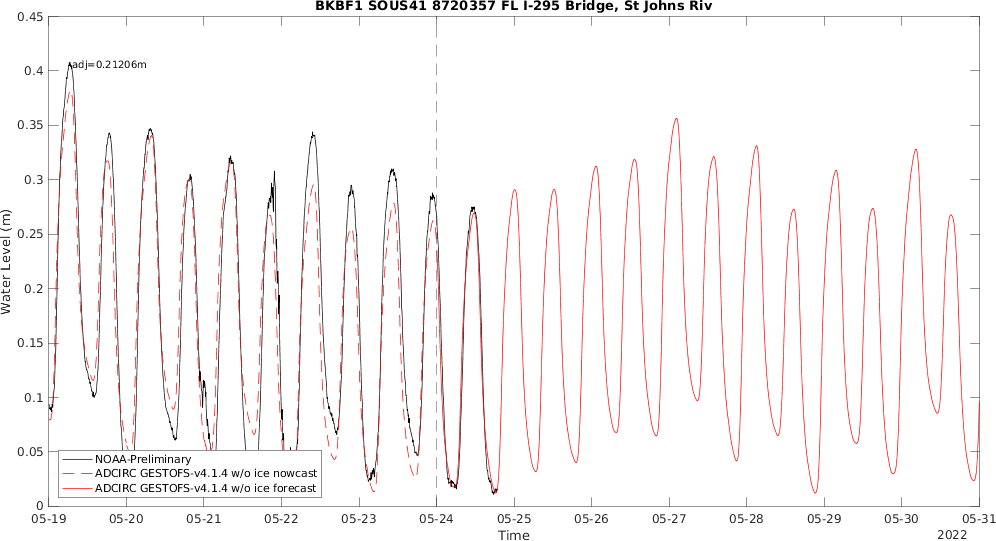 BKBF1 SOUS41 8720357 FL I-295 Bridge, St Johns Riv
0.45
adj=0.21206m
0.4
0.35
0.3
0.25
Water Level (m)
0.2
0.15
0.1
0.05
0
NOAA-Preliminary
ADCIRC GESTOFS-v4.1.4 w/o ice nowcast
ADCIRC GESTOFS-v4.1.4 w/o ice forecast
05-19 05-20 05-21 05-22 05-23 05-24 05-25 05-26 05-27 05-28 05-29 05-30 05-31
Time
2022